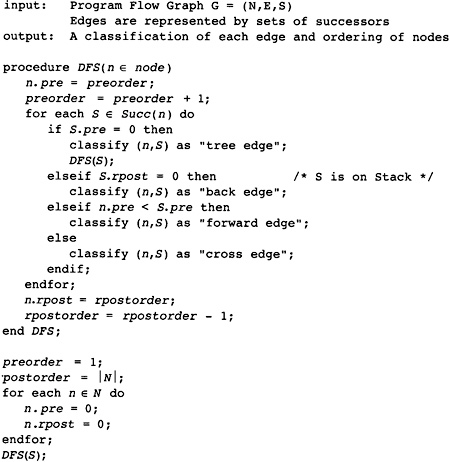 input: Program Flow Graph G = (N,E,S)
Edges are represented by sets of successors
output: A classification of each edge and ordering of nodes
procedure DFS(n ∈ node)
n.pre = preorder;
preorder = preorder + 1;
for each S ∈ Succ(n) do
if S.pre = 0 then
classify (n,S) as "tree edge";
DFS(S);
elseif S.rpost = 0 then /* S is on Stack */
classify (n,S) as "back edge";
elseif n.pre < S.pre then
classify (n,S) as "forward edge";
else
classify (n,S) as "cross edge";
endif;
endfor;
n.rpost = rpostorder;
rpostorder = rpostorder - 1;
end DFS;
preorder = 1;
postorder = |N|;
for each n ∈ N do
n.pre = 0;
n.rpost = 0;
endfor;
DFS(S);